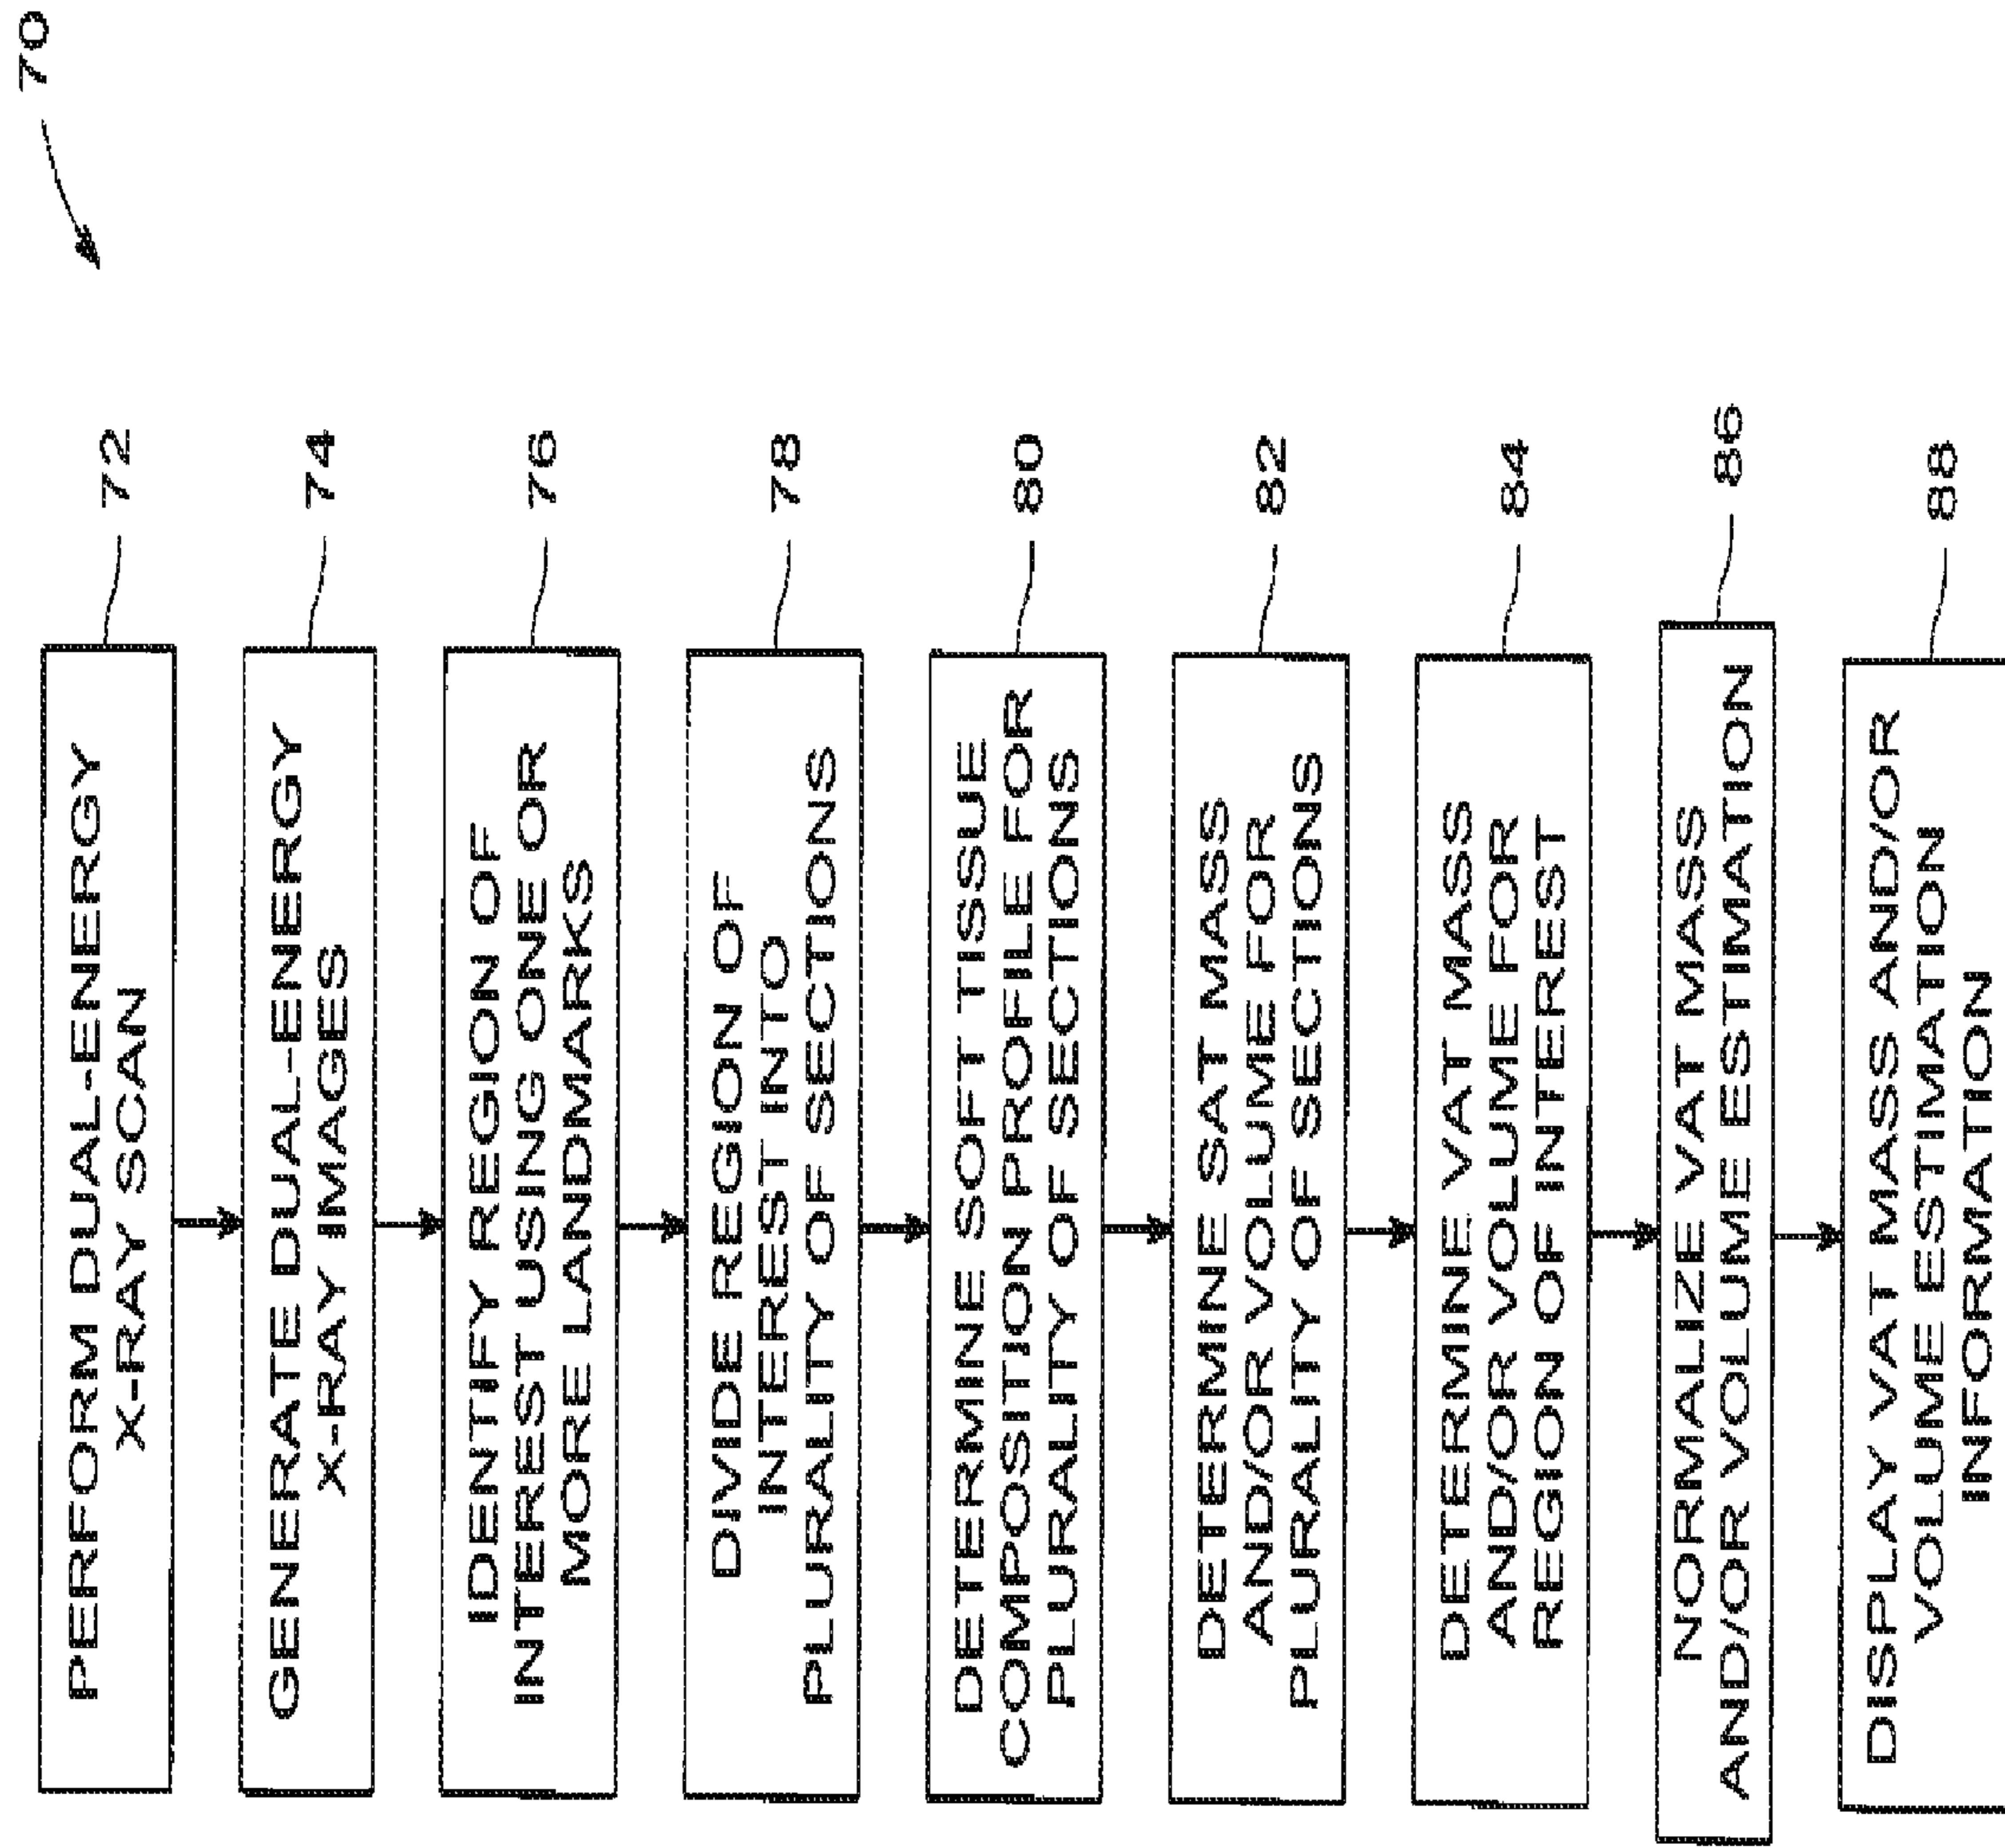 70
PERFORM DUAL-ENERGY
X-RAY SCAN
72
GENERATE DUAL-ENERGY
X-RAY IMAGES
74
IDENTIFY REGION OF
INTEREST USING ONE OR
MORE LANDMARKS
76
DIVIDE REGION OF
INTEREST INTO
PLURALITY OF SECTIONS
78
DETERMINE SOFT TISSUE
COMPOSITION PROFILE FOR
PLURALITY OF SECTIONS
80
DETERMINE SAT MASS
AND/OR VOLUME FOR
PLURALITY OF SECTIONS
82
DETERMINE VAT MASS
AND/OR VOLUME FOR
REGION OF INTEREST
84
NORMALIZE VAT MASS
AND/OR VOLUME ESTIMATION
86
DISPLAY VAT MASS AND/OR
VOLUME ESTIMATION
INFORMATION
88